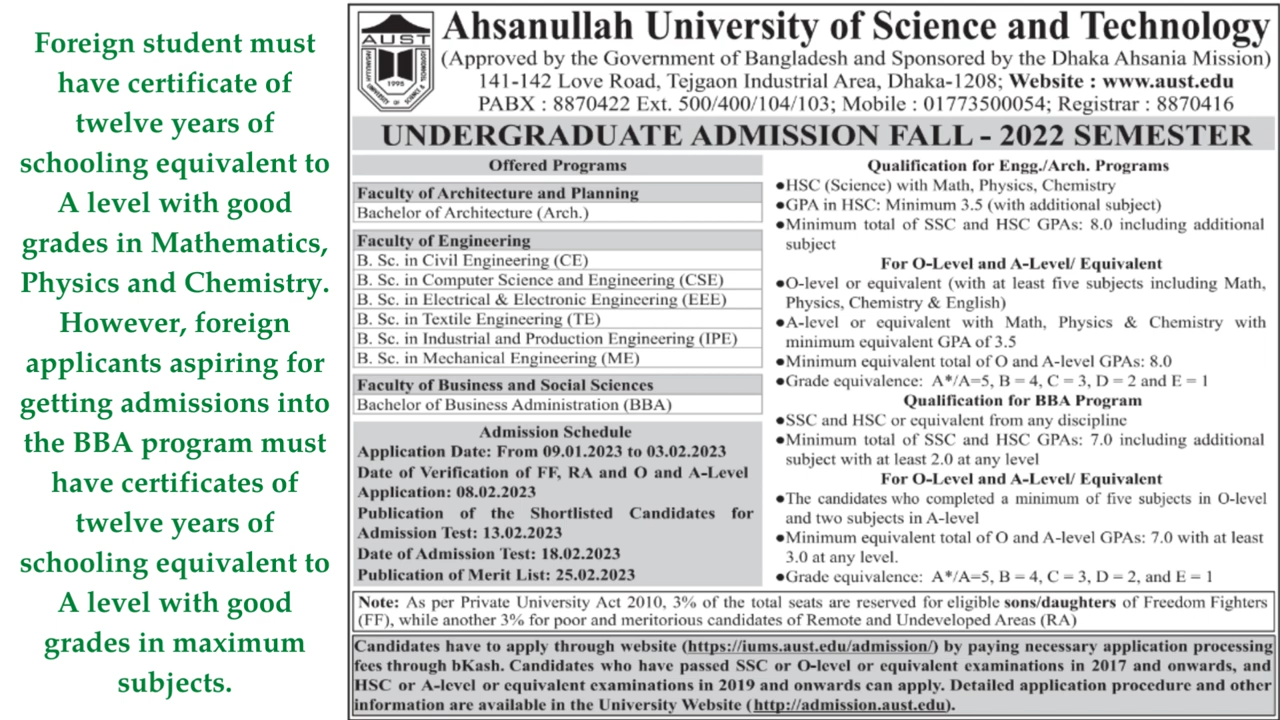 Foreign student must
have certificate of
twelve years of
schooling equivalent to
A level with good
grades in Mathematics,
Physics and Chemistry.
However, foreign
applicants aspiring for
getting admissions into
the BBA program must
have certificates of
twelve years of
schooling equivalent to
A level with good
grades in maximum
subjects.
AUST
1995
Ahsanullah University of Science and Technology
(Approved by the Government of Bangladesh and Sponsored by the Dhaka Ahsania Mission)
141-142 Love Road, Tejgaon Industrial Area, Dhaka-1208; Website : www.aust.edu
PABX : 8870422 Ext. 500/400/104/103; Mobile : 01773500054; Registrar : 8870416
UNDERGRADUATE ADMISSION FALL - 2022 SEMESTER
Offered Programs
Faculty of Architecture and Planning
Bachelor of Architecture (Arch.)
Faculty of Engineering
B. Sc. in Civil Engineering (CE)
B. Sc. in Computer Science and Engineering (CSE)
B. Sc. in Electrical & Electronic Engineering (EEE)
B. Sc. in Textile Engineering (TE)
B. Sc. in Industrial and Production Engineering (IPE)
B. Sc. in Mechanical Engineering (ME)
Faculty of Business and Social Sciences
Bachelor of Business Administration (BBA)
Admission Schedule
Application Date: From 09.01.2023 to 03.02.2023
Date of Verification of FF, RA and O and A-Level
Application: 08.02.2023
Publication of the Shortlisted Candidates for
Admission Test: 13.02.2023
Date of Admission Test: 18.02.2023
Publication of Merit List: 25.02.2023
Qualification for Engg./Arch. Programs
●HSC (Science) with Math, Physics, Chemistry
●GPA in HSC: Minimum 3.5 (with additional subject)
●Minimum total of SSC and HSC GPAs: 8.0 including additional
subject
For O-Level and A-Level/ Equivalent
●O-level or equivalent (with at least five subjects including Math,
Physics, Chemistry & English)
●A-level or equivalent with Math, Physics & Chemistry with
minimum equivalent GPA of 3.5
●Minimum equivalent total of O and A-level GPAs: 8.0
●Grade equivalence: A*/A=5, B = 4, C = 3, D = 2 and E = 1
Qualification for BBA Program
●SSC and HSC or equivalent from any discipline
●Minimum total of SSC and HSC GPAs: 7.0 including additional
subject with at least 2.0 at any level
For O-Level and A-Level/ Equivalent
●The candidates who completed a minimum of five subjects in O-level
and two subjects in A-level
●Minimum equivalent total of O and A-level GPAs: 7.0 with at least
3.0 at any level.
●Grade equivalence: A*/A=5, B = 4, C = 3, D = 2, and E = 1
Note: As per Private University Act 2010, 3% of the total seats are reserved for eligible sons/daughters of Freedom Fighters
(FF), while another 3% for poor and meritorious candidates of Remote and Undeveloped Areas (RA)
Candidates have to apply through website (https://iums.aust.edu/admission/) by paying necessary application processing
fees through bKash. Candidates who have passed SSC or O-level or equivalent examinations in 2017 and onwards, and
HSC or A-level or equivalent examinations in 2019 and onwards can apply. Detailed application procedure and other
information are available in the University Website (http://admission.aust.edu).